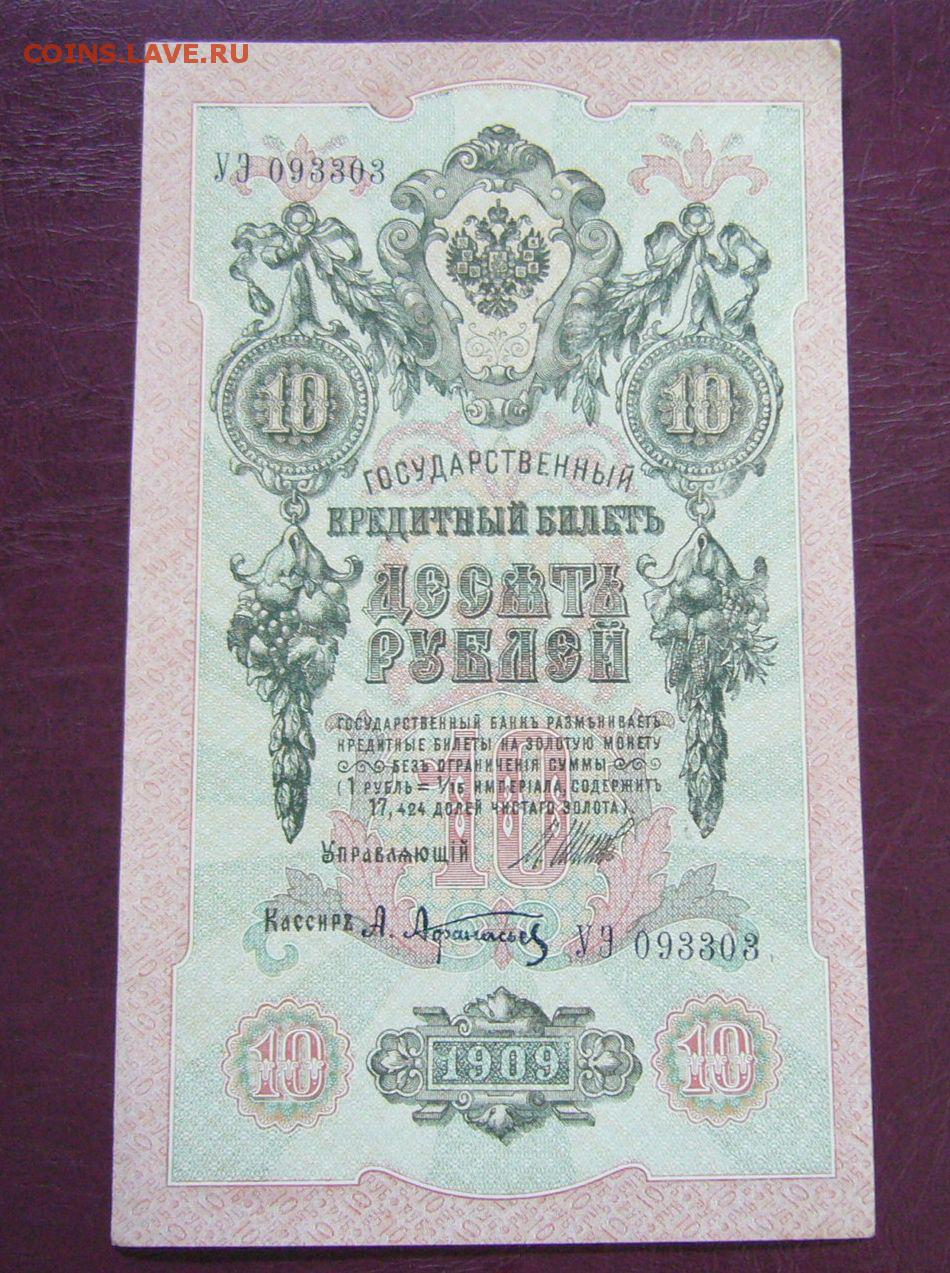 COINS.LAVE.RU
УЭ 093303
10 10
ГОСУДАРСТВЕННЫЙ
КРЕДИТНЫЙ БИЛЕТЪ
ДЕСѦТЬ
РУБЛЕЙ
ГОСУДАРСТВЕННЫЙ БАНКЪ РАЗМѢНИВАЕТЪ
КРЕДИТНЫЕ БИЛЕТЫ НА ЗОЛОТУЮ МОНЕТУ
БЕЗЪ ОГРАНИЧЕНІЯ СУММЫ
(1 РУБЛЬ = 1/15 ИМПЕРІАЛА, СОДЕРЖИТЪ
17,424 ДОЛЕЙ ЧИСТАГО ЗОЛОТА).
10
Управлѧющій
Кассиръ А. Афанасьев
УЭ 093303
10 1909 10